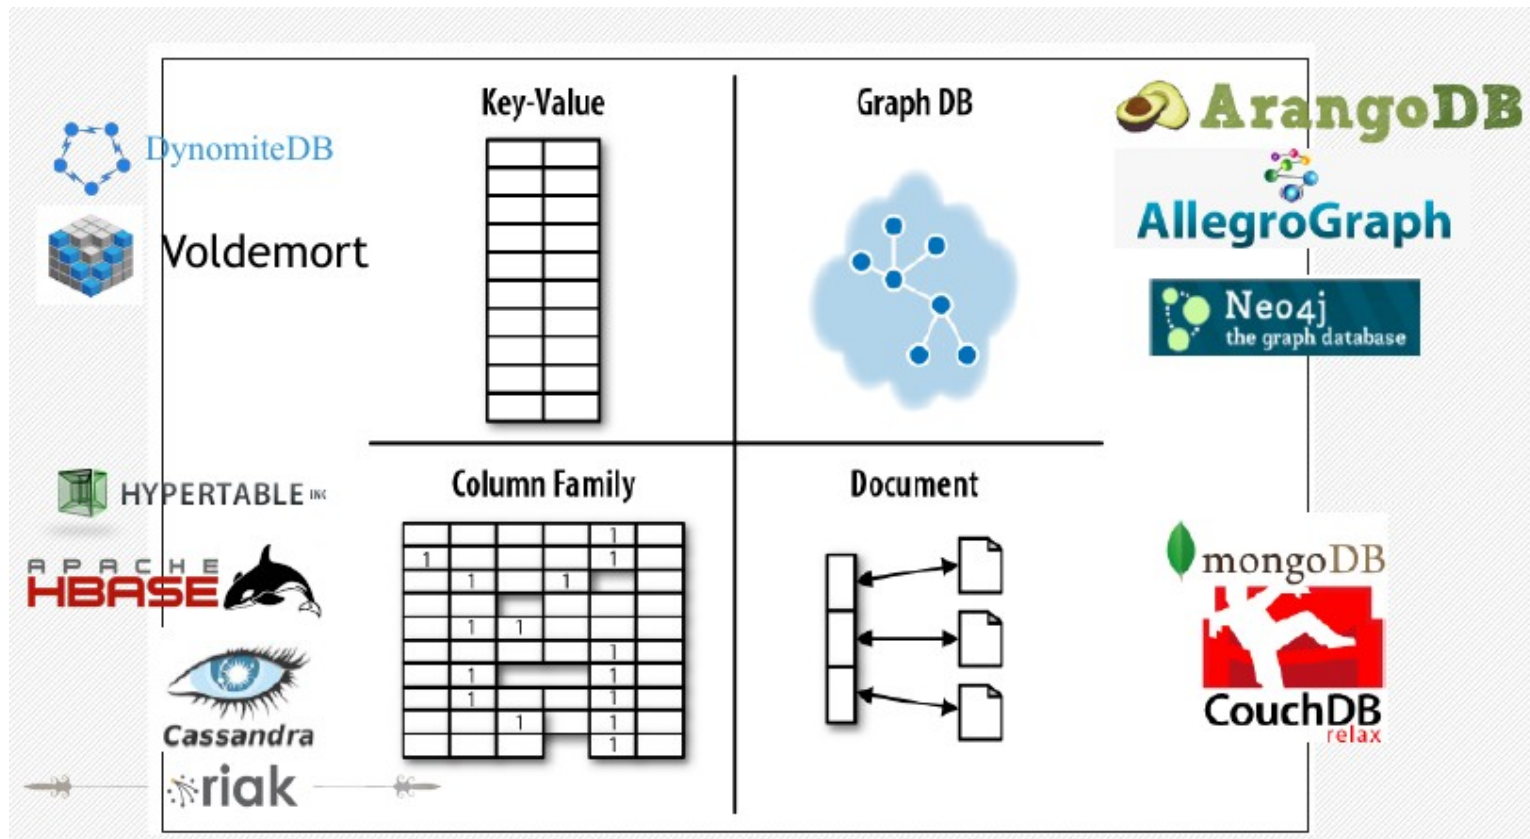 Key-Value
Graph DB
DynomiteDB
Voldemort
ArangoDB
AllegroGraph
Neo4j
the graph database
Column Family
Document
HYPERTABLE INC
APACHE
HBASE
Cassandra
riak
1
1 1
1 1
1 1
1
1 1
1 1
1 1
1
mongoDB
CouchDB
relax